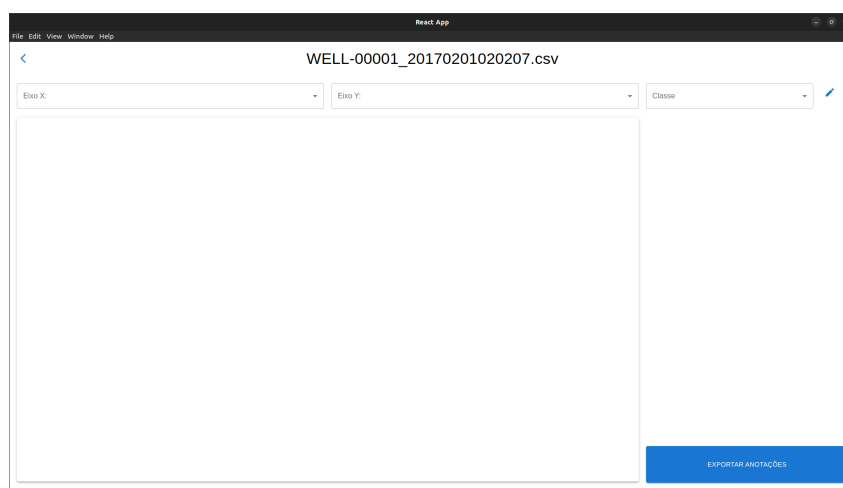 React App
File Edit View Window Help
WELL-00001_20170201020207.csv
Eixo X: Eixo Y: Classe
EXPORTAR ANOTAÇÕES